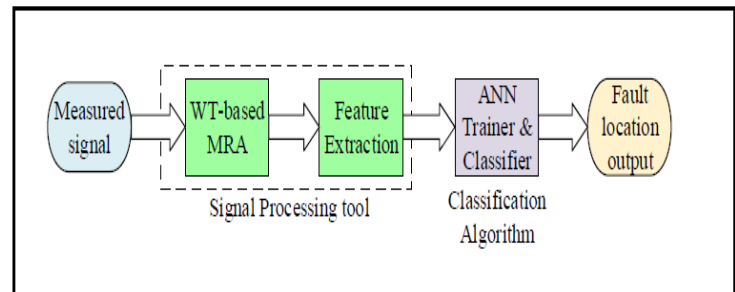 Measured
signal
WT-based
MRA
Feature
Extraction
ANN
Trainer &
Classifier
Fault
location
output
Signal Processing tool
Classification
Algorithm